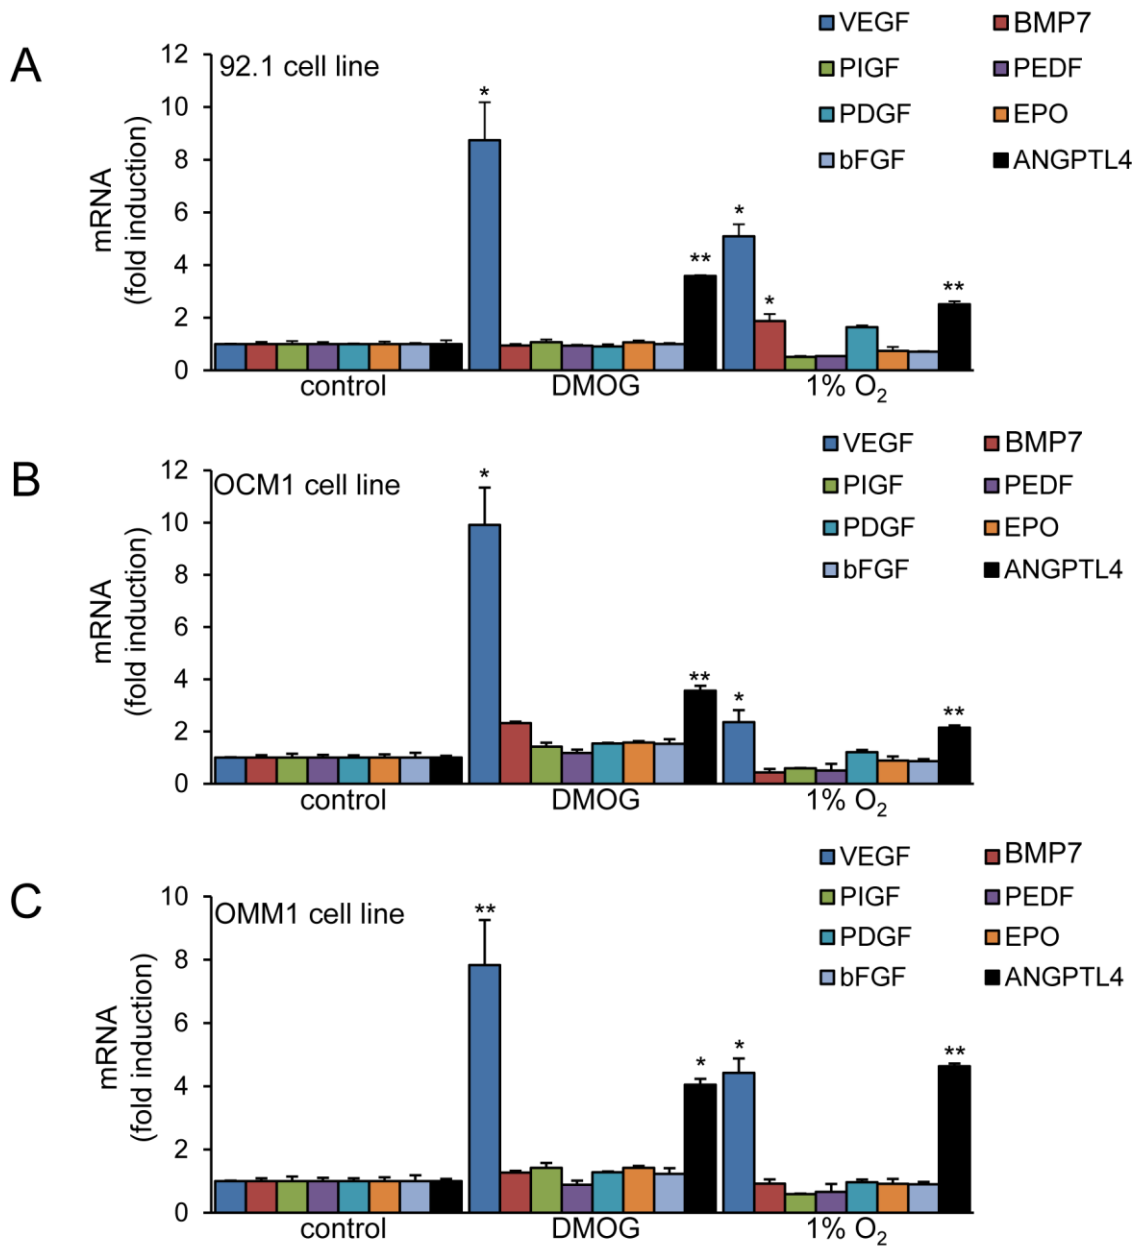 A
92.1 cell line
VEGF BMP7
PIGF PEDF
PDGF EPO
bFGF ANGPTL4
mRNA
(fold induction)
12
10
8
6
4
2
0
*
**
*
*
**
control DMOG 1% O₂
B
OCM1 cell line
VEGF BMP7
PIGF PEDF
PDGF EPO
bFGF ANGPTL4
mRNA
(fold induction)
12
10
8
6
4
2
0
*
**
*
**
control DMOG 1% O₂
C
OMM1 cell line
VEGF BMP7
PIGF PEDF
PDGF EPO
bFGF ANGPTL4
mRNA
(fold induction)
10
8
6
4
2
0
**
*
*
**
control DMOG 1% O₂